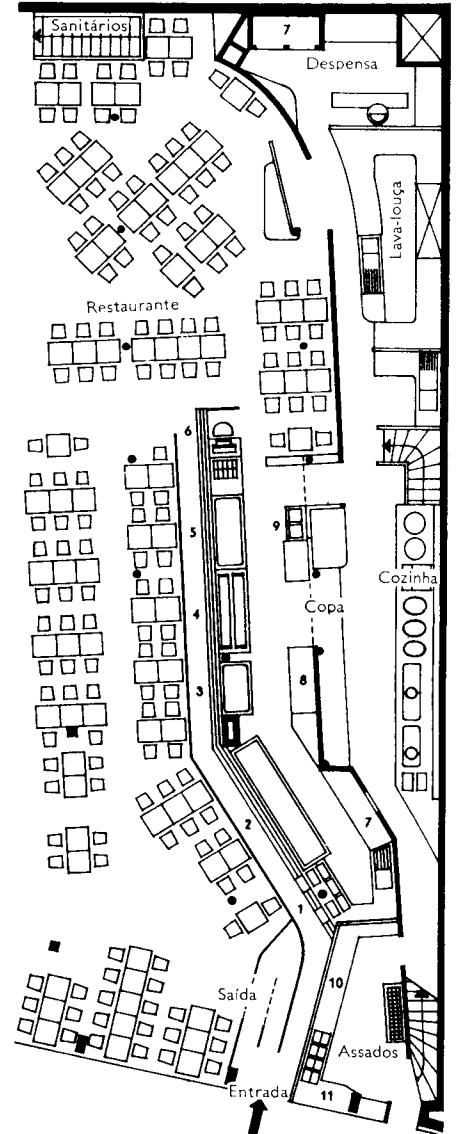 Sanitários
7
Despensa
Lava-louça
Restaurante
6
5
9
Cozinha
4
Copa
3
8
2
7
1
10
Saída
Assados
Entrada
11